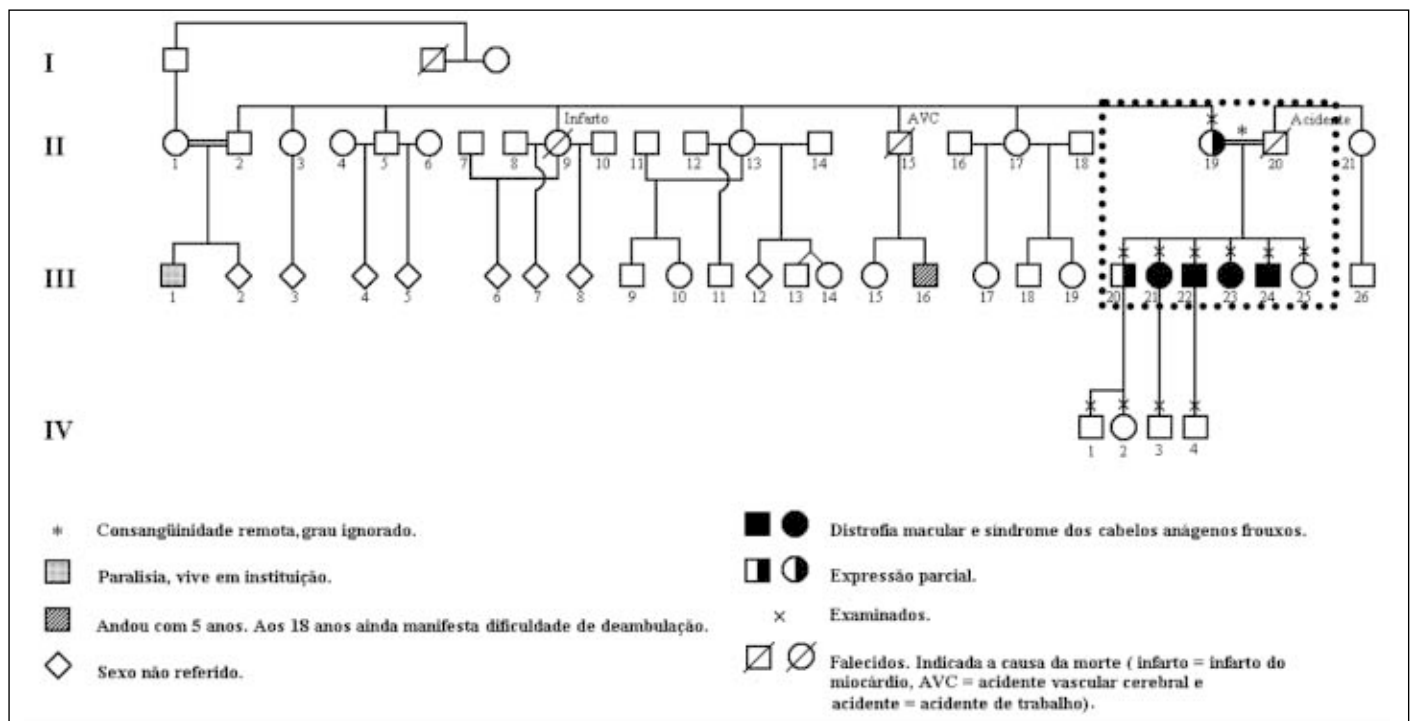 I
Infarto
AVC
* Acidente
II
1 2 3 4 5 6 7 8 9 10 11 12 13 14 15 16 17 18 19 20 21
III
1 2 3 4 5 6 7 8 9 10 11 12 13 14 15 16 17 18 19 20 21 22 23 24 25 26
IV
1 2 3 4
* Consangüinidade remota, grau ignorado.
Paralisia, vive em instituição.
Andou com 5 anos. Aos 18 anos ainda manifesta dificuldade de deambulação.
Sexo não referido.
Distrofia macular e síndrome dos cabelos anágenos frouxos.
Expressão parcial.
× Examinados.
Falecidos. Indicada a causa da morte ( infarto = infarto do
miocárdio, AVC = acidente vascular cerebral e
acidente = acidente de trabalho).